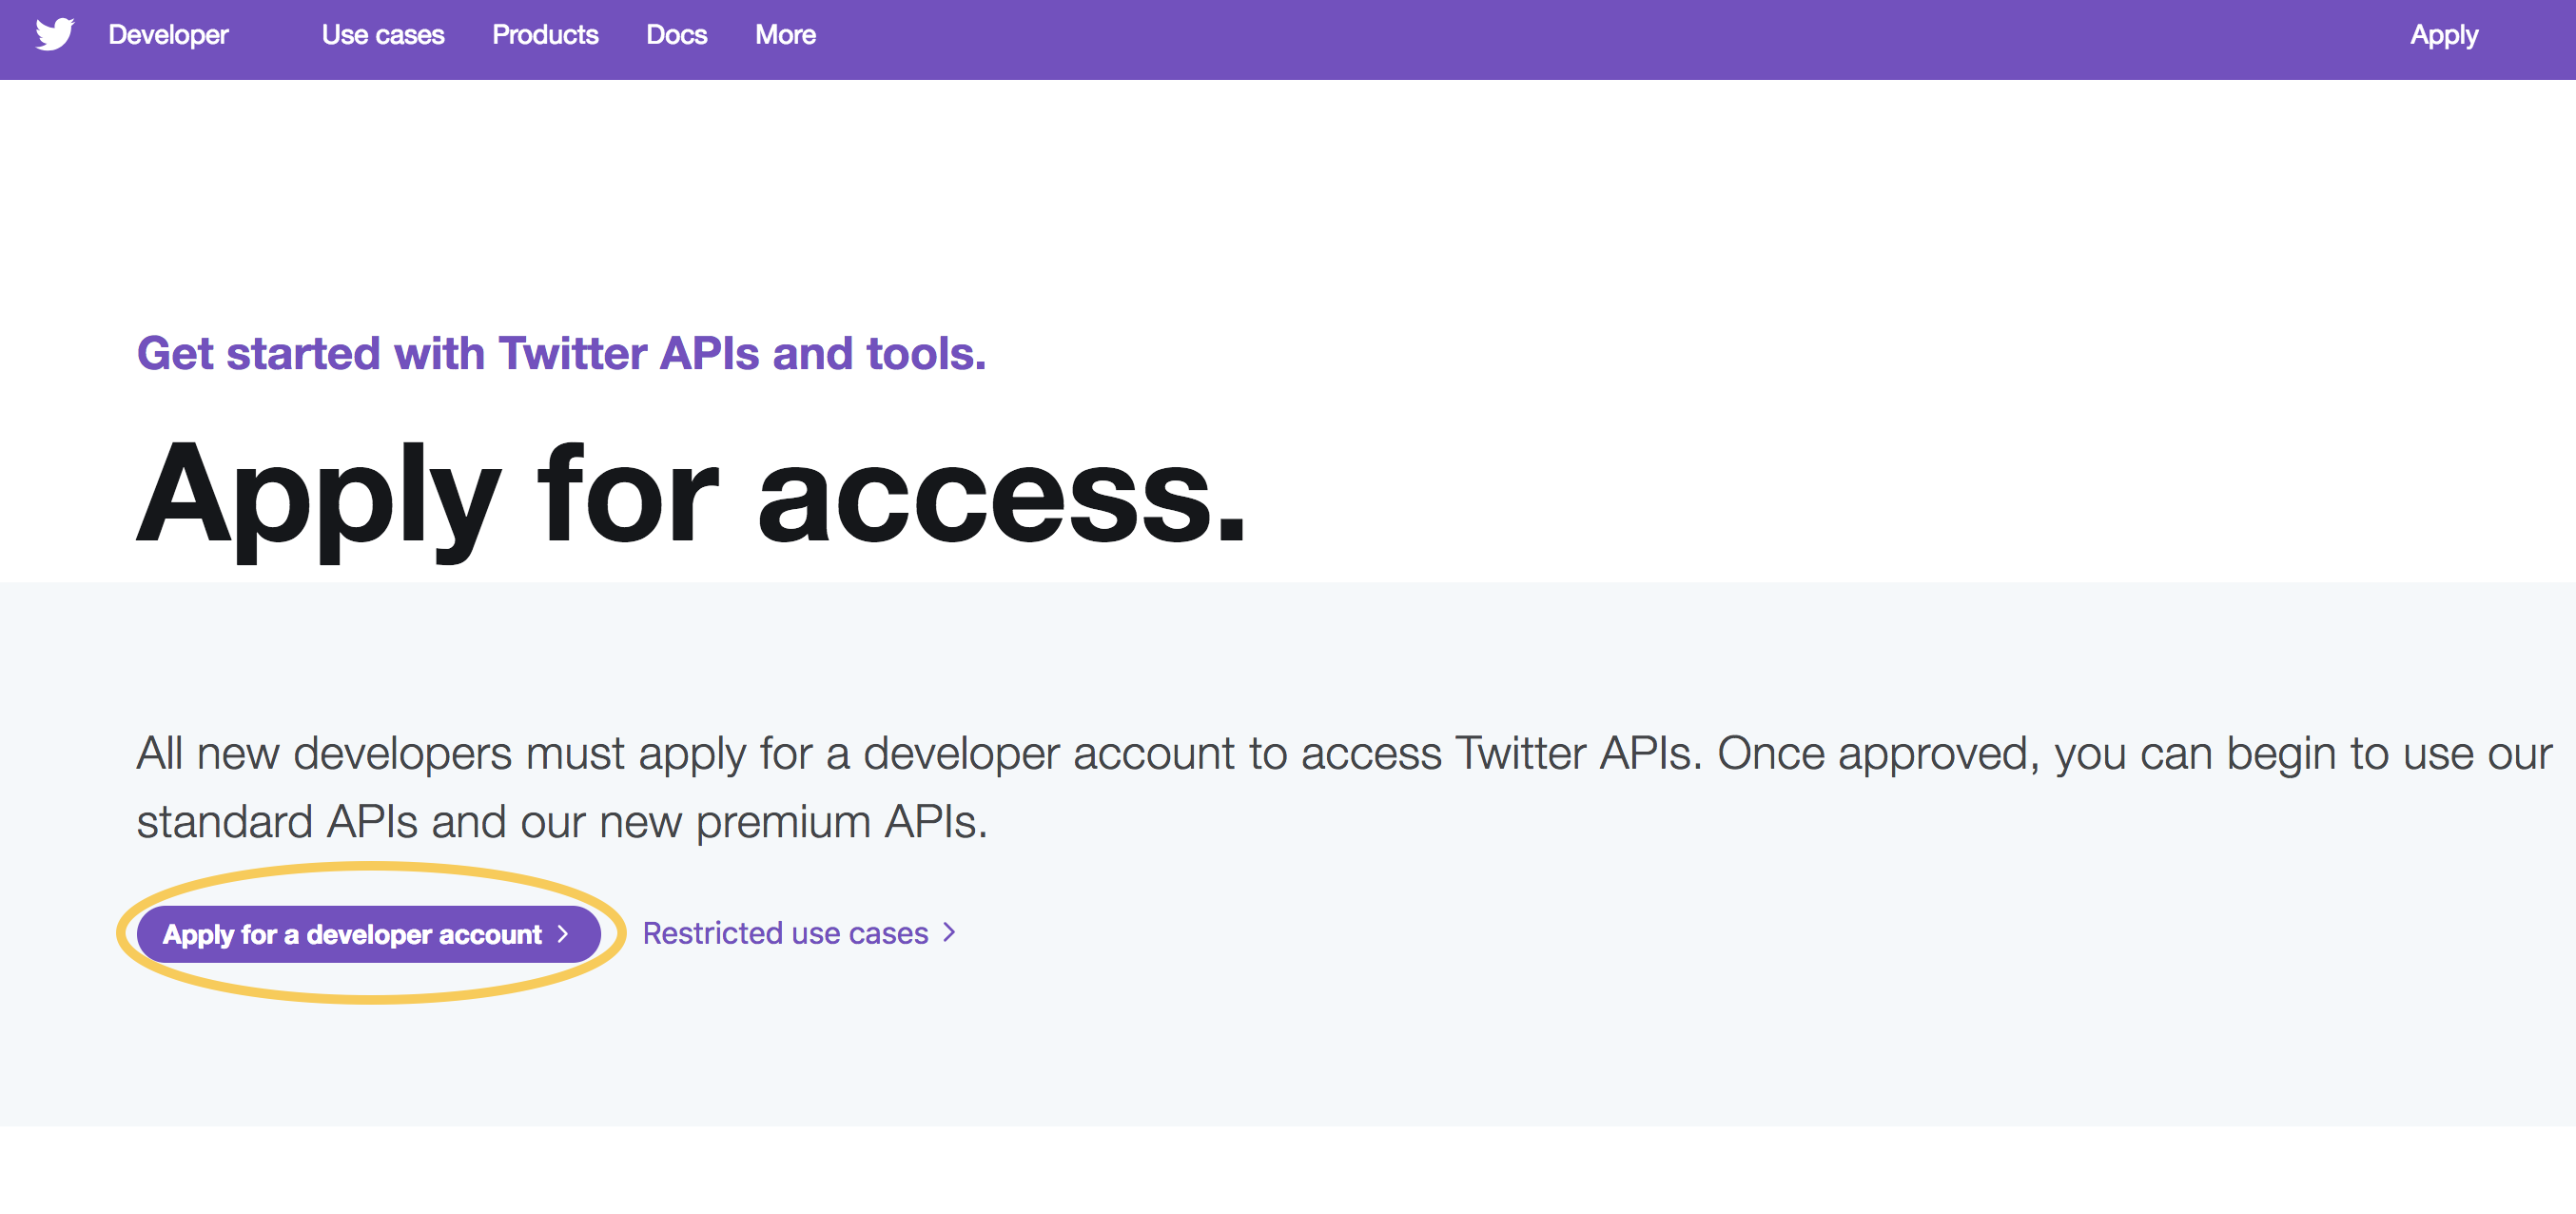 Developer Use cases Products Docs More Apply
Get started with Twitter APIs and tools.
Apply for access.
All new developers must apply for a developer account to access Twitter APIs. Once approved, you can begin to use our
standard APIs and our new premium APIs.
Apply for a developer account > Restricted use cases >